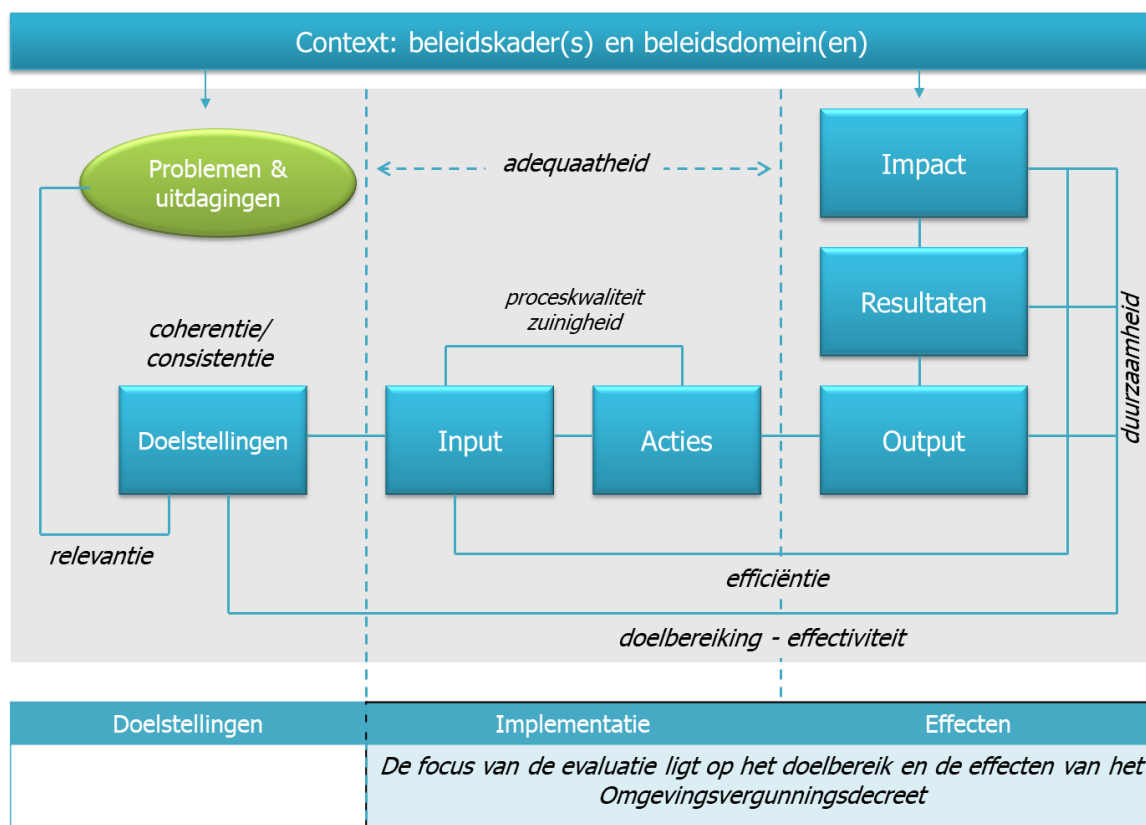 Context: beleidskader(s) en beleidsdomein(en)
Problemen &
uitdagingen
adequaatheid
Impact
Resultaten
duurzaamheid
proceskwaliteit
zuinigheid
coherentie/
consistentie
Doelstellingen
Input
Acties
Output
relevantie
efficiëntie
doelbereiking - effectiviteit
Doelstellingen
Implementatie
Effecten
De focus van de evaluatie ligt op het doelbereik en de effecten van het
Omgevingsvergunningsdecreet